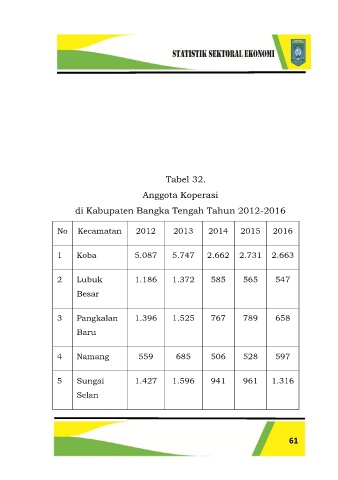 STATISTIK SEKTORAL EKONOMI
Tabel 32.
Anggota Koperasi
di Kabupaten Bangka Tengah Tahun 2012-2016
No Kecamatan 2012 2013 2014 2015 2016
1 Koba 5.087 5.747 2.662 2.731 2.663
2 Lubuk 1.186 1.372 585 565 547
Besar
3 Pangkalan 1.396 1.525 767 789 658
Baru
4 Namang 559 685 506 528 597
5 Sungai 1.427 1.596 941 961 1.316
Selan
61